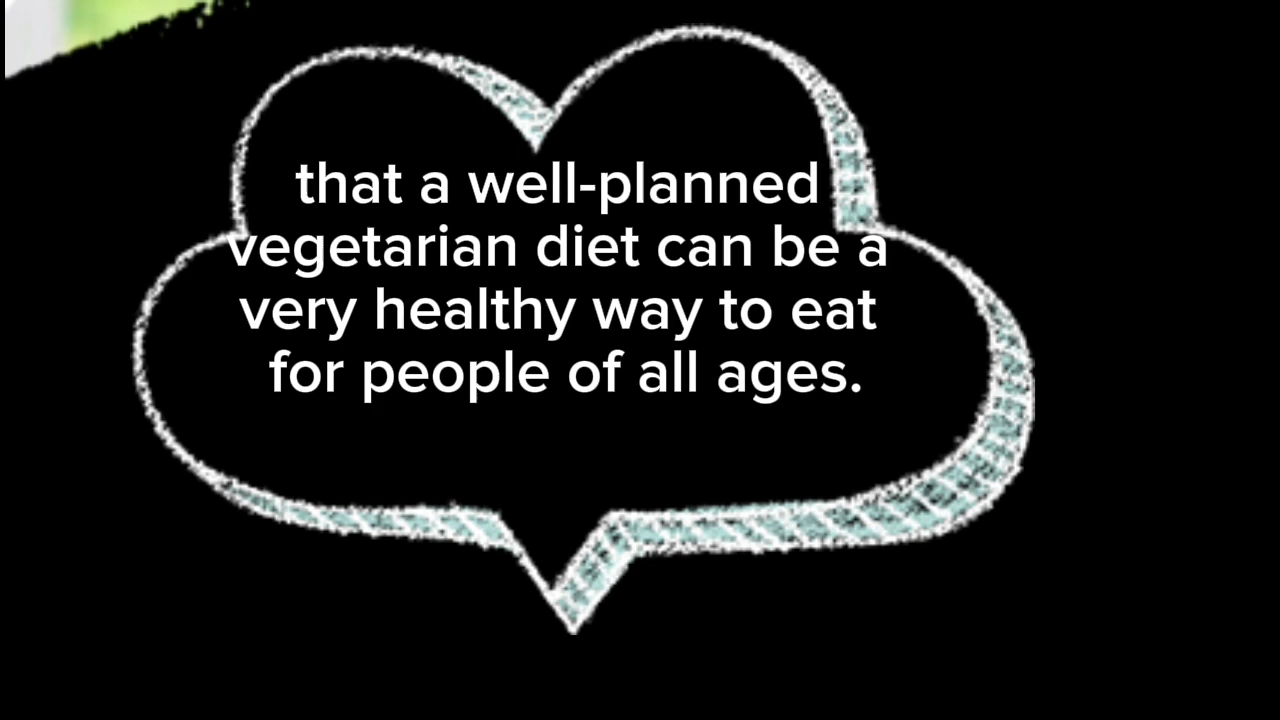 that a well-planned
vegetarian diet can be a
very healthy way to eat
for people of all ages.